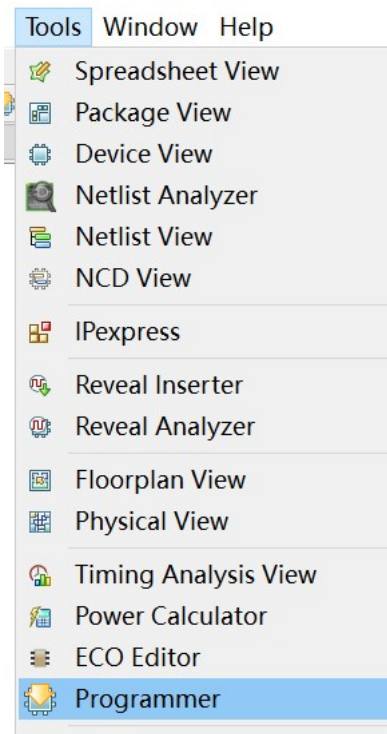 Tools Window Help
Spreadsheet View
Package View
Device View
Netlist Analyzer
Netlist View
NCD View
IPexpress
Reveal Inserter
Reveal Analyzer
Floorplan View
Physical View
Timing Analysis View
Power Calculator
ECO Editor
Programmer